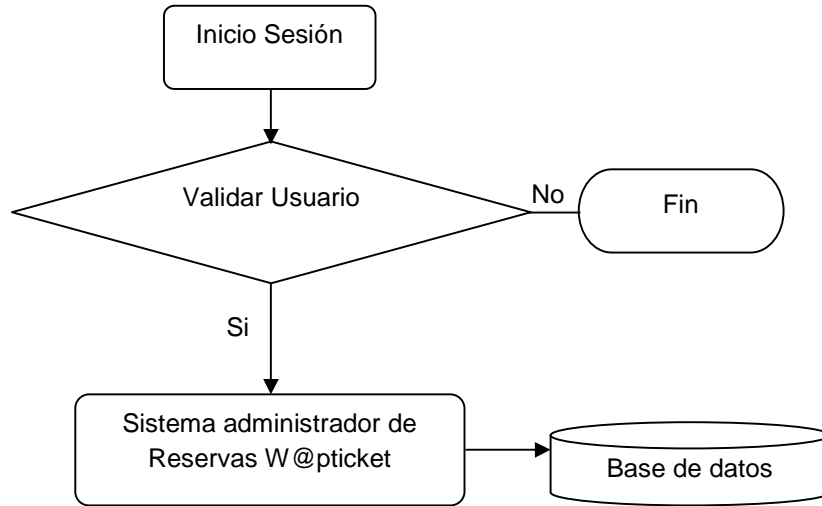 Inicio Sesión
Validar Usuario
No
Fin
Si
Sistema administrador de
Reservas W@pticket
Base de datos